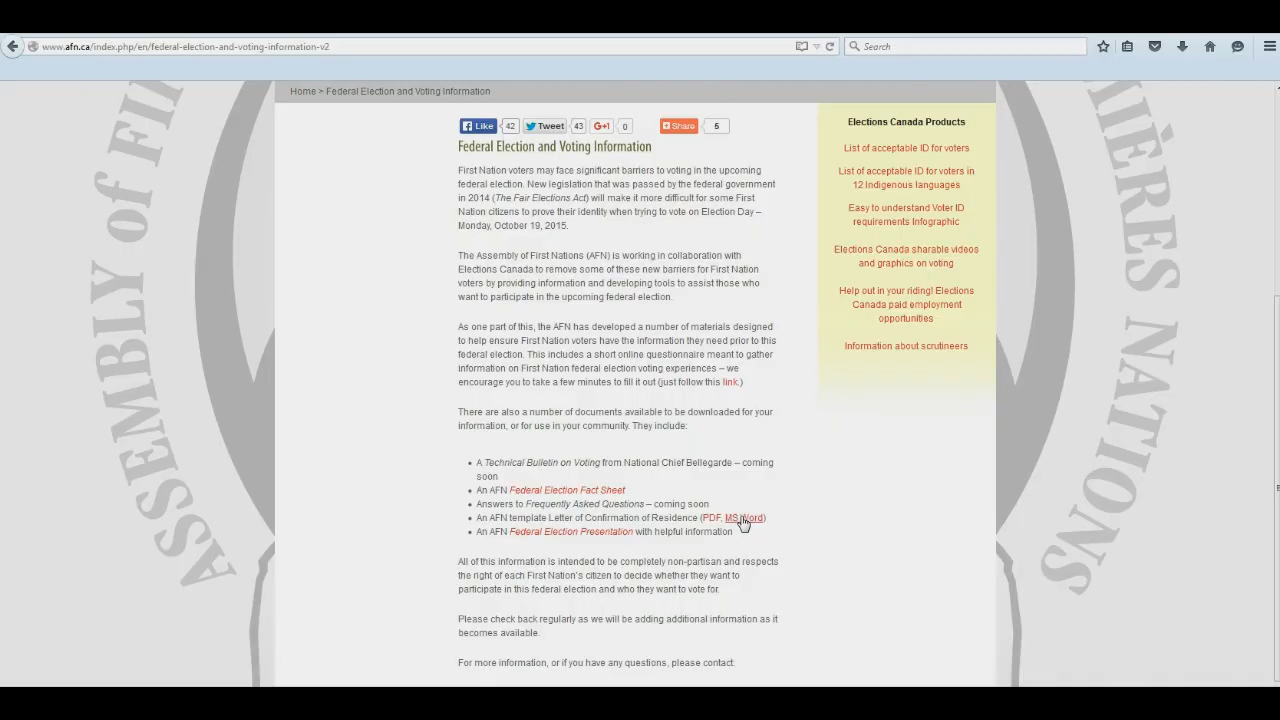 www.afn.ca/index.php/en/federal-election-and-voting-information-v2
Search
Home > Federal Election and Voting Information
Like 42 Tweet 43 G+1 0 Share 5
Federal Election and Voting Information
First Nation voters may face significant barriers to voting in the upcoming
federal election. New legislation that was passed by the federal government
in 2014 (The Fair Elections Act) will make it more difficult for some First
Nation citizens to prove their identity when trying to vote on Election Day –
Monday, October 19, 2015.
The Assembly of First Nations (AFN) is working in collaboration with
Elections Canada to remove some of these new barriers for First Nation
voters by providing information and developing tools to assist those who
want to participate in the upcoming federal election.
As one part of this, the AFN has developed a number of materials designed
to help ensure First Nation voters have the information they need prior to this
federal election. This includes a short online questionnaire meant to gather
information on First Nation federal election voting experiences – we
encourage you to take a few minutes to fill it out (just follow this link.)
There are also a number of documents available to be downloaded for your
information, or for use in your community. They include:
• A Technical Bulletin on Voting from National Chief Bellegarde – coming
soon
• An AFN Federal Election Fact Sheet
• Answers to Frequently Asked Questions – coming soon
• An AFN template Letter of Confirmation of Residence (PDF, MS Word)
• An AFN Federal Election Presentation with helpful information
All of this information is intended to be completely non-partisan and respects
the right of each First Nation's citizen to decide whether they want to
participate in this federal election and who they want to vote for.
Please check back regularly as we will be adding additional information as it
becomes available.
For more information, or if you have any questions, please contact:
Elections Canada Products
List of acceptable ID for voters
List of acceptable ID for voters in
12 Indigenous languages
Easy to understand Voter ID
requirements Infographic
Elections Canada sharable videos
and graphics on voting
Help out in your riding! Elections
Canada paid employment
opportunities
Information about scrutineers
ASSEMBLY of FI
MIÈRES NATIONS